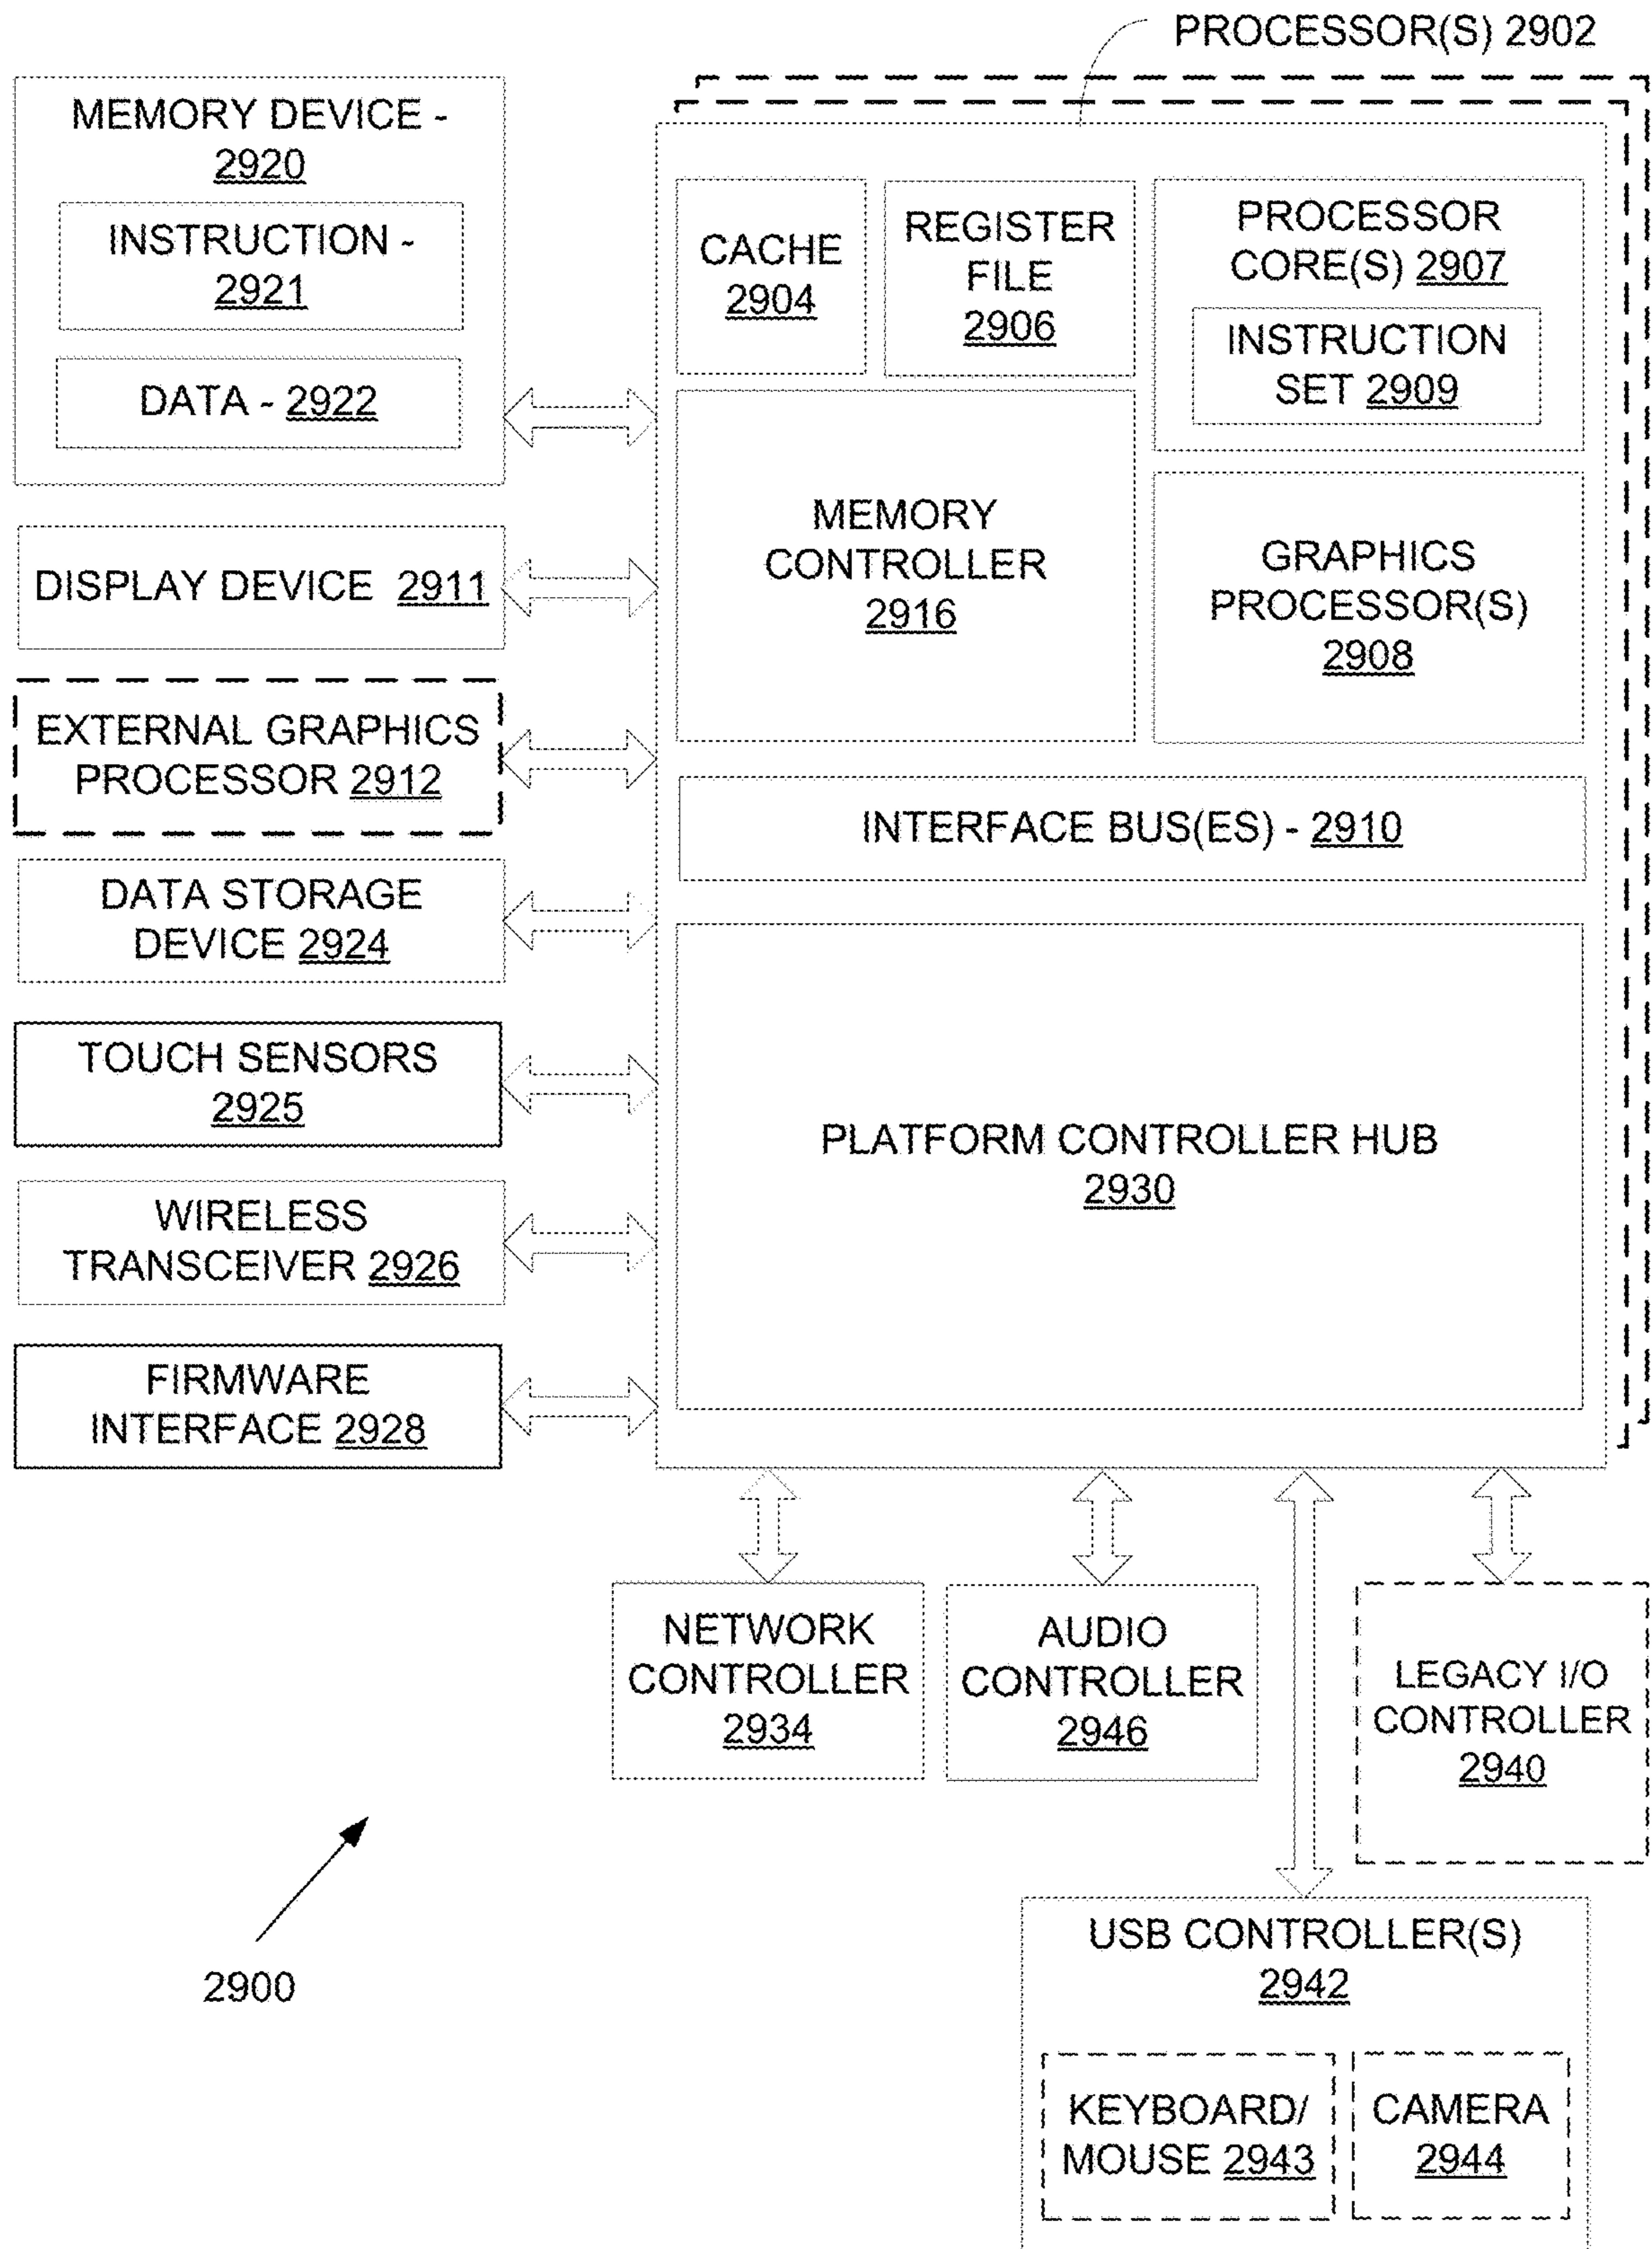 PROCESSOR(S) 2902
MEMORY DEVICE -
2920
INSTRUCTION -
2921
DATA - 2922
DISPLAY DEVICE 2911
EXTERNAL GRAPHICS
PROCESSOR 2912
DATA STORAGE
DEVICE 2924
TOUCH SENSORS
2925
WIRELESS
TRANSCEIVER 2926
FIRMWARE
INTERFACE 2928
CACHE
2904
REGISTER
FILE
2906
PROCESSOR
CORE(S) 2907
INSTRUCTION
SET 2909
MEMORY
CONTROLLER
2916
GRAPHICS
PROCESSOR(S)
2908
INTERFACE BUS(ES) - 2910
PLATFORM CONTROLLER HUB
2930
NETWORK
CONTROLLER
2934
AUDIO
CONTROLLER
2946
LEGACY I/O
CONTROLLER
2940
USB CONTROLLER(S)
2942
KEYBOARD/
MOUSE 2943
CAMERA
2944
2900